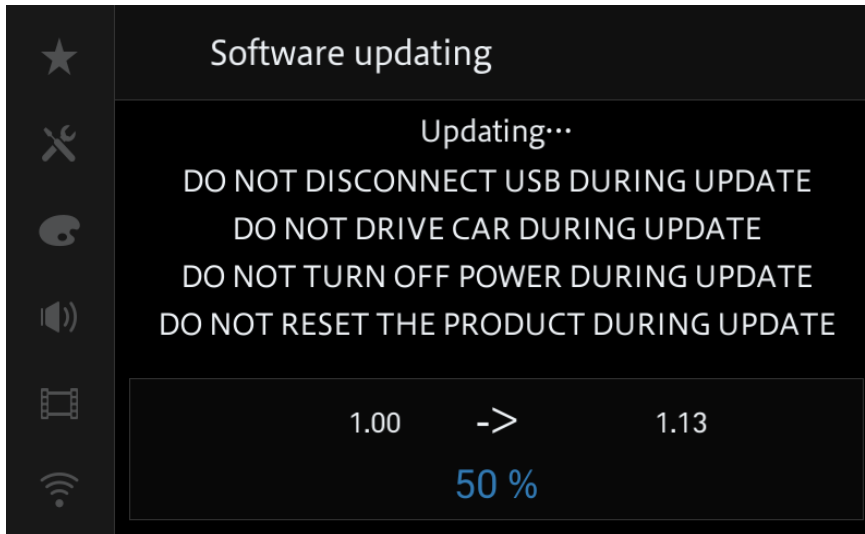 Software updating
Updating···
DO NOT DISCONNECT USB DURING UPDATE
DO NOT DRIVE CAR DURING UPDATE
DO NOT TURN OFF POWER DURING UPDATE
DO NOT RESET THE PRODUCT DURING UPDATE
1.00 -> 1.13
50 %